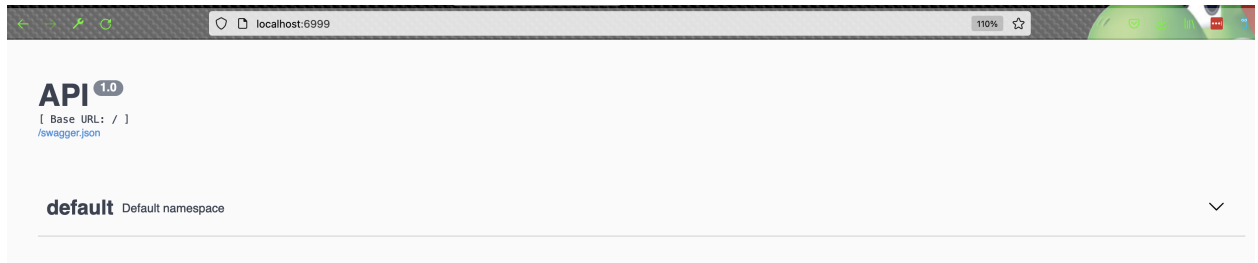 localhost:6999
110%
API 1.0
[ Base URL: / ]
/swagger.json
default Default namespace